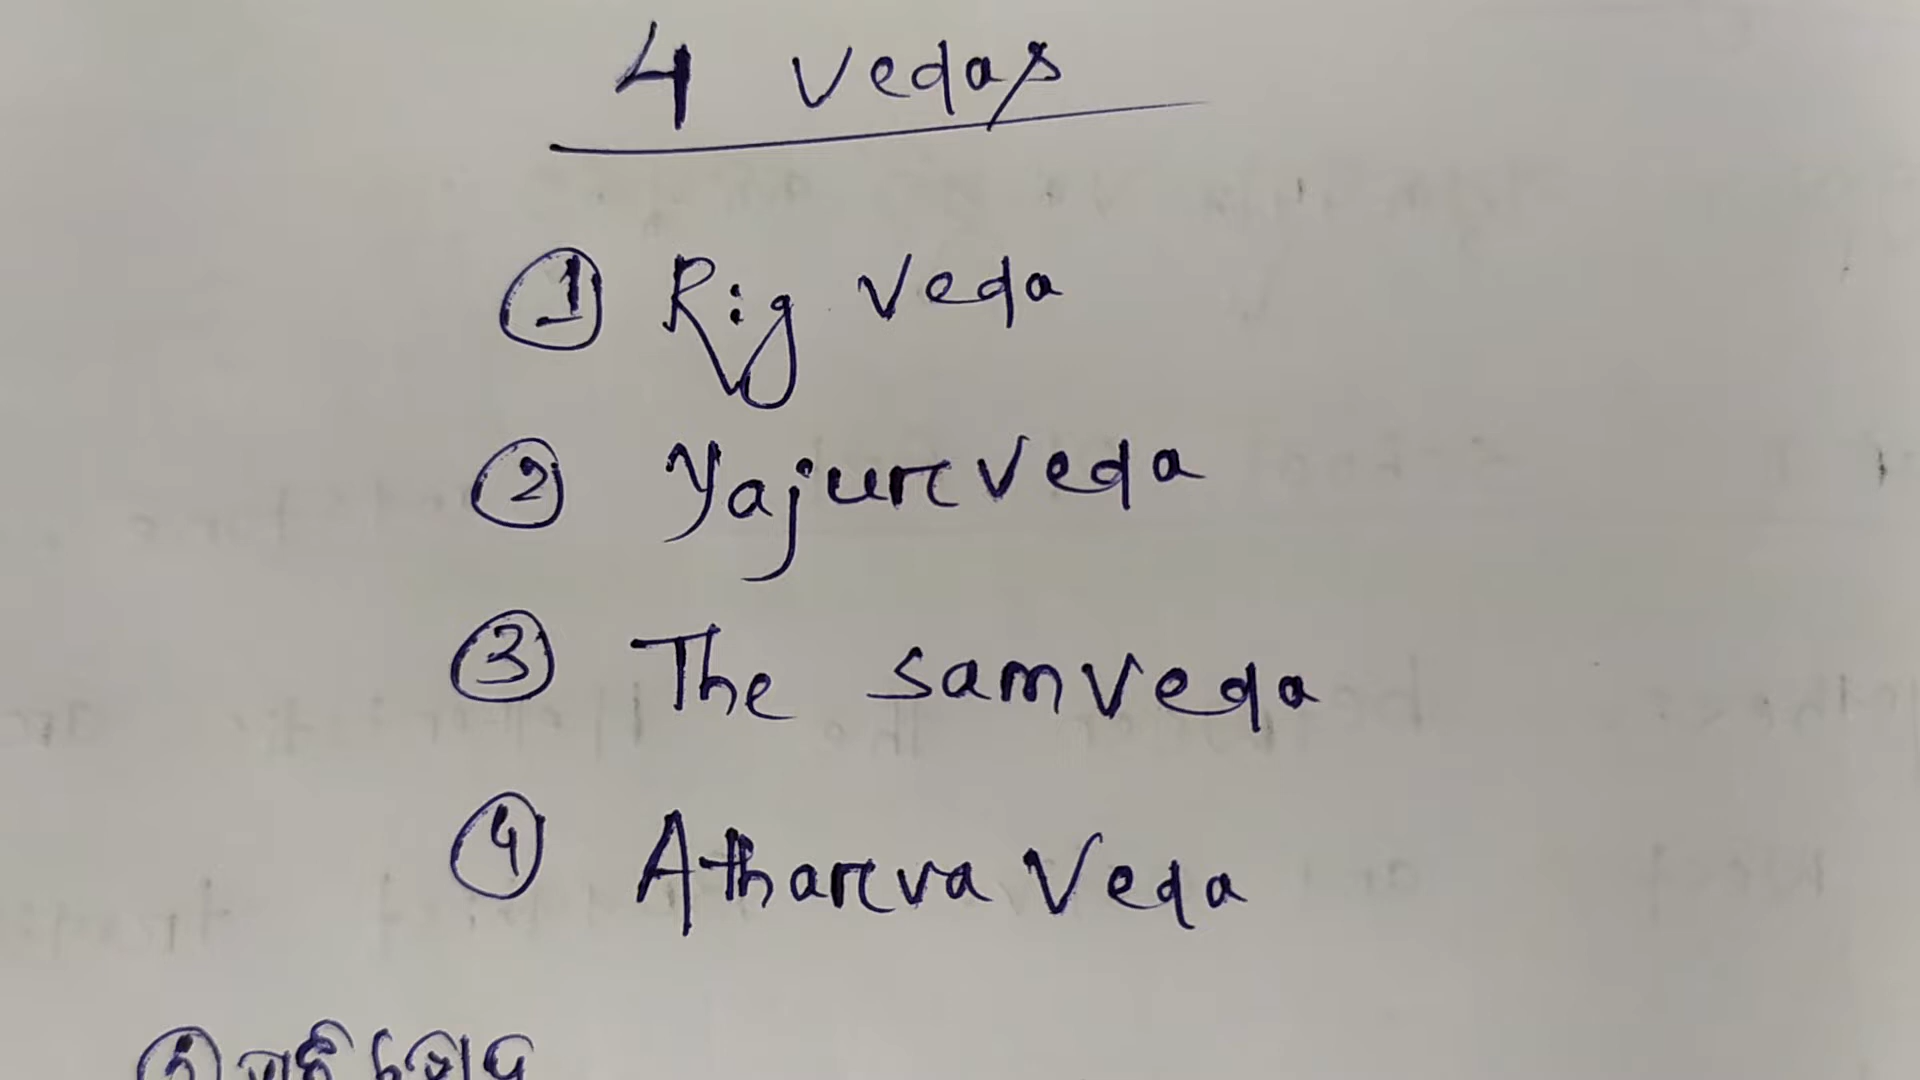 4 Vedas
① Rig Veda
② Yajurveda
③ The samveda
④ Atharva Veda